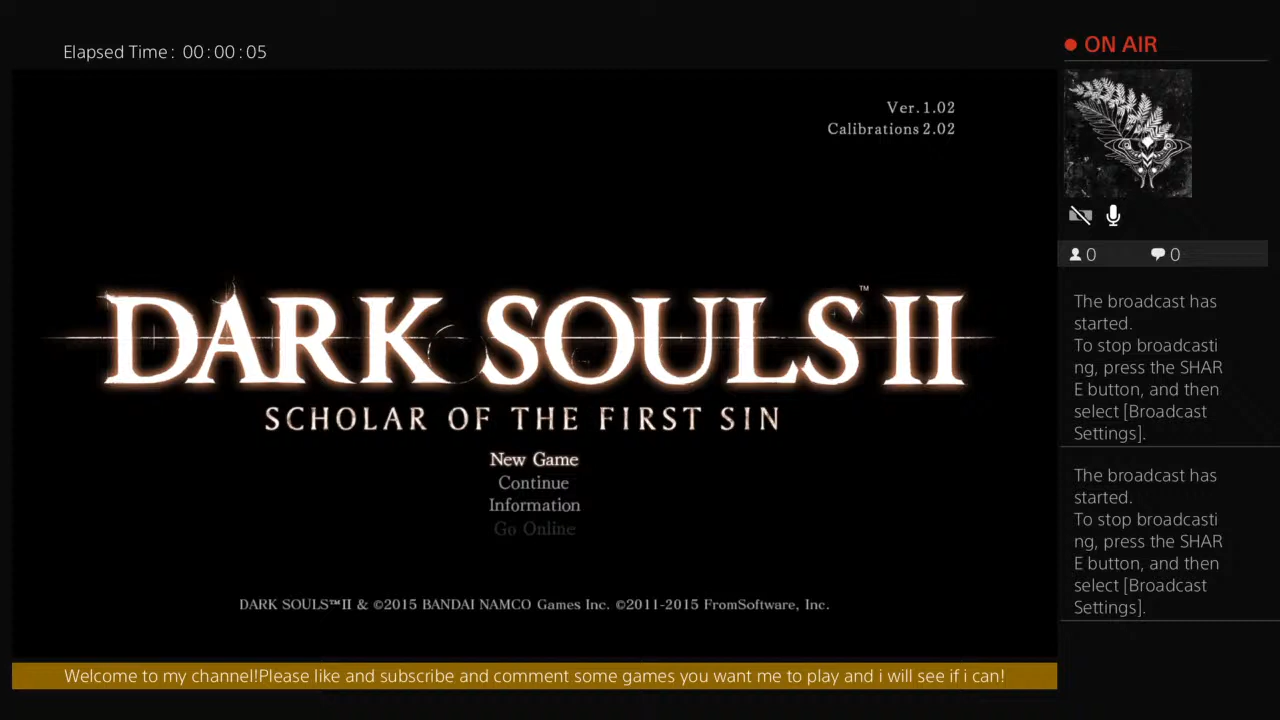 Elapsed Time: 00:00:05
ON AIR
Ver.1.02
Calibrations 2.02
0
0
DARK SOULS™ II
SCHOLAR OF THE FIRST SIN
New Game
Continue
Information
Go Online
DARK SOULS™II & ©2015 BANDAI NAMCO Games Inc. ©2011-2015 FromSoftware, Inc.
The broadcast has
started.
To stop broadcasti
ng, press the SHAR
E button, and then
select [Broadcast
Settings].
The broadcast has
started.
To stop broadcasti
ng, press the SHAR
E button, and then
select [Broadcast
Settings].
Welcome to my channel!Please like and subscribe and comment some games you want me to play and i will see if i can!